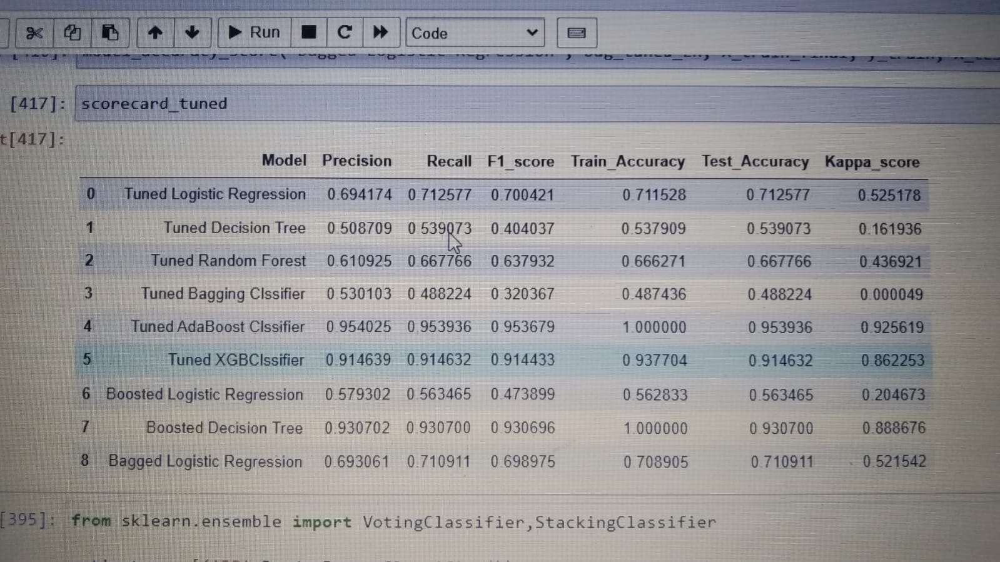 Run Code
[417]: scorecard_tuned
t[417]:
Model Precision Recall F1_score Train_Accuracy Test_Accuracy Kappa_score
0 Tuned Logistic Regression 0.694174 0.712577 0.700421 0.711528 0.712577 0.525178
1 Tuned Decision Tree 0.508709 0.539073 0.404037 0.537909 0.539073 0.161936
2 Tuned Random Forest 0.610925 0.667766 0.637932 0.666271 0.667766 0.436921
3 Tuned Bagging Clssifier 0.530103 0.488224 0.320367 0.487436 0.488224 0.000049
4 Tuned AdaBoost Clssifier 0.954025 0.953936 0.953679 1.000000 0.953936 0.925619
5 Tuned XGBClssifier 0.914639 0.914632 0.914433 0.937704 0.914632 0.862253
6 Boosted Logistic Regression 0.579302 0.563465 0.473899 0.562833 0.563465 0.204673
7 Boosted Decision Tree 0.930702 0.930700 0.930696 1.000000 0.930700 0.888676
8 Bagged Logistic Regression 0.693061 0.710911 0.698975 0.708905 0.710911 0.521542
[395]: from sklearn.ensemble import VotingClassifier,StackingClassifier